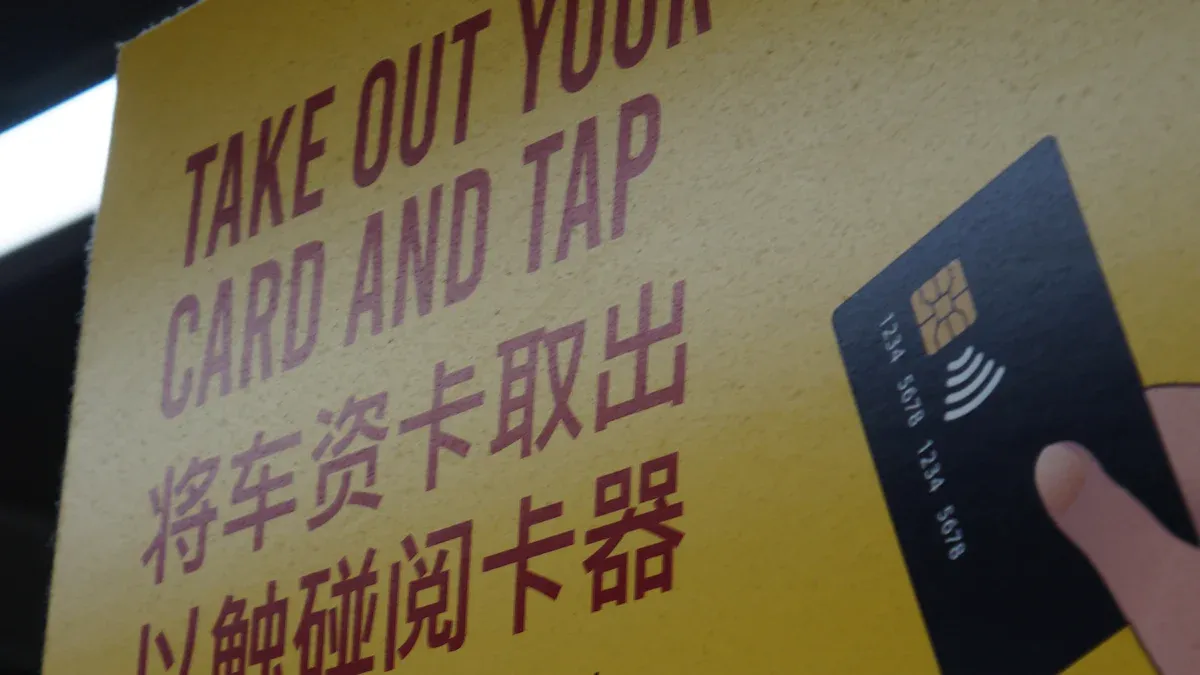 TAKE OUT YOUR
CARD AND TAP
将车资卡取出
以触碰阅卡器
1234 5678 1234 5678